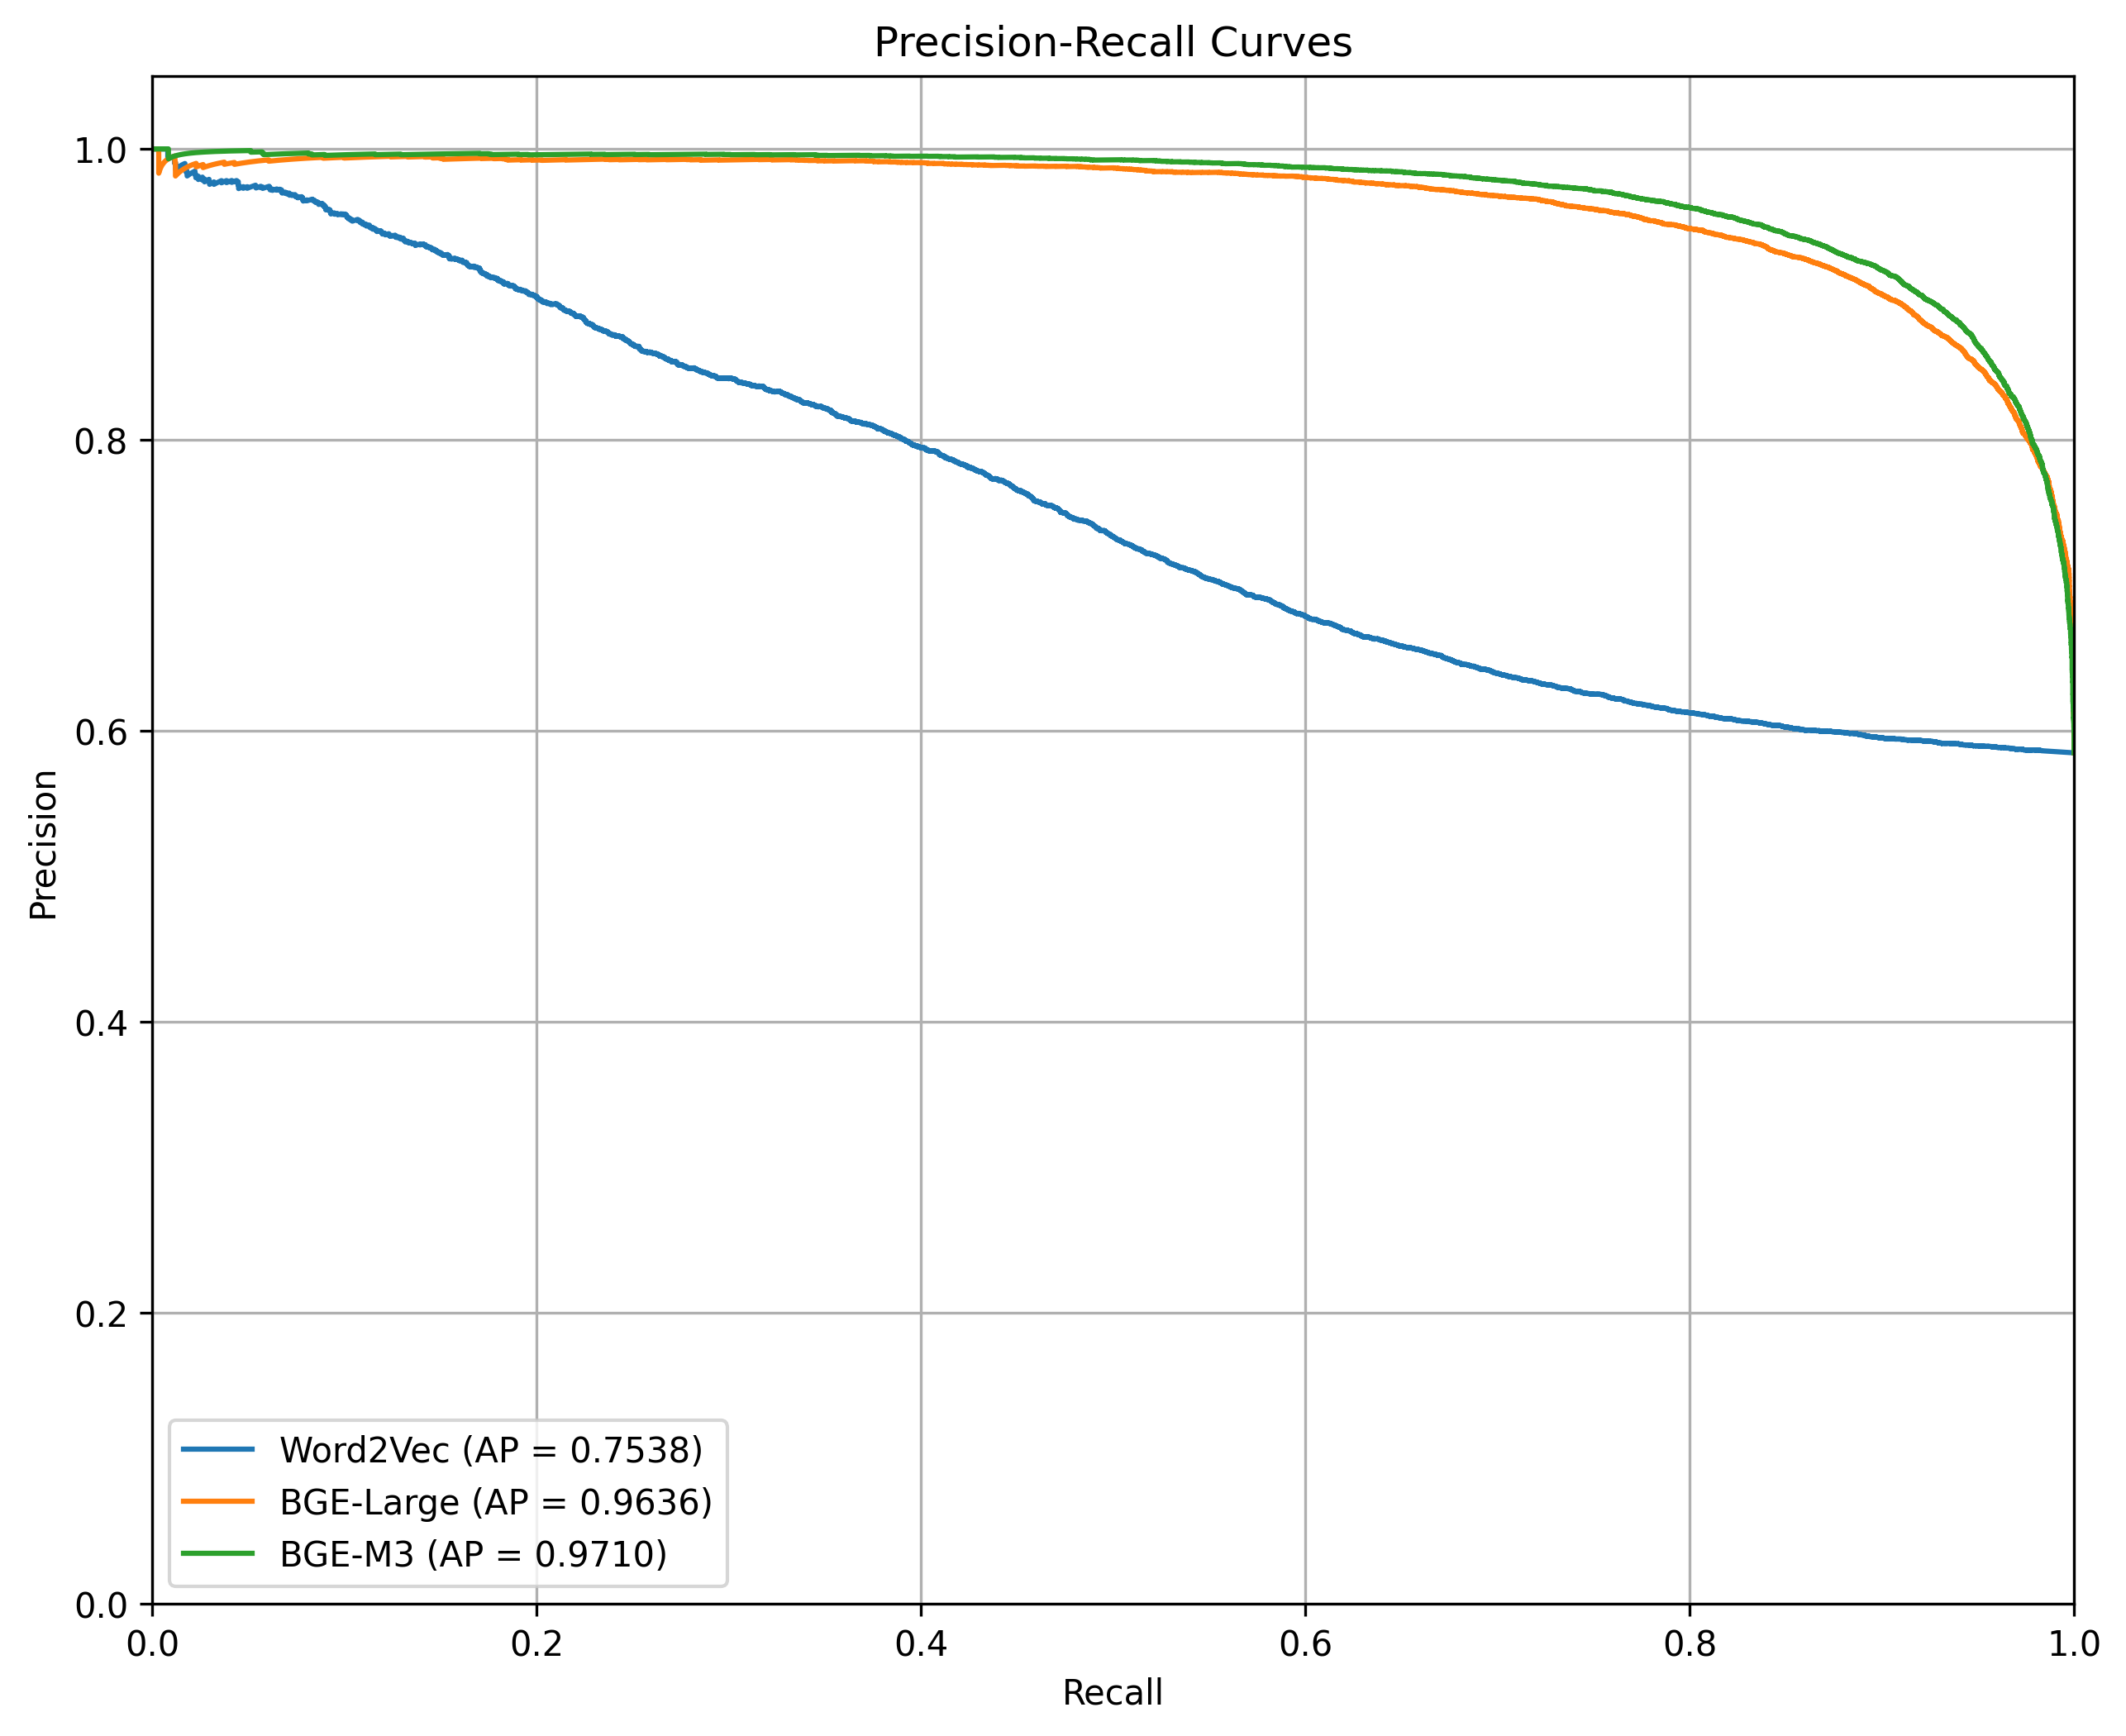 Precision-Recall Curves
1.0
0.8
0.6
0.4
0.2
0.0
Precision
Word2Vec (AP = 0.7538)
BGE-Large (AP = 0.9636)
BGE-M3 (AP = 0.9710)
0.0 0.2 0.4 0.6 0.8 1.0
Recall